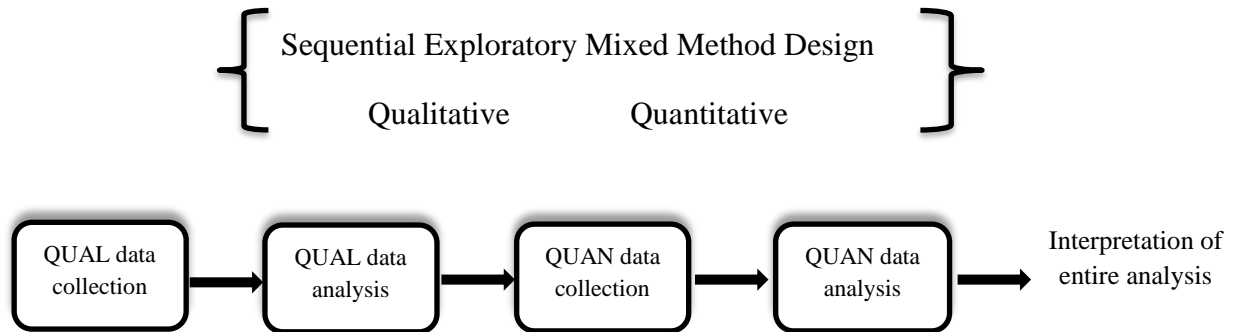 Sequential Exploratory Mixed Method Design
Qualitative Quantitative
QUAL data
collection
QUAL data
analysis
QUAN data
collection
QUAN data
analysis
Interpretation of
entire analysis